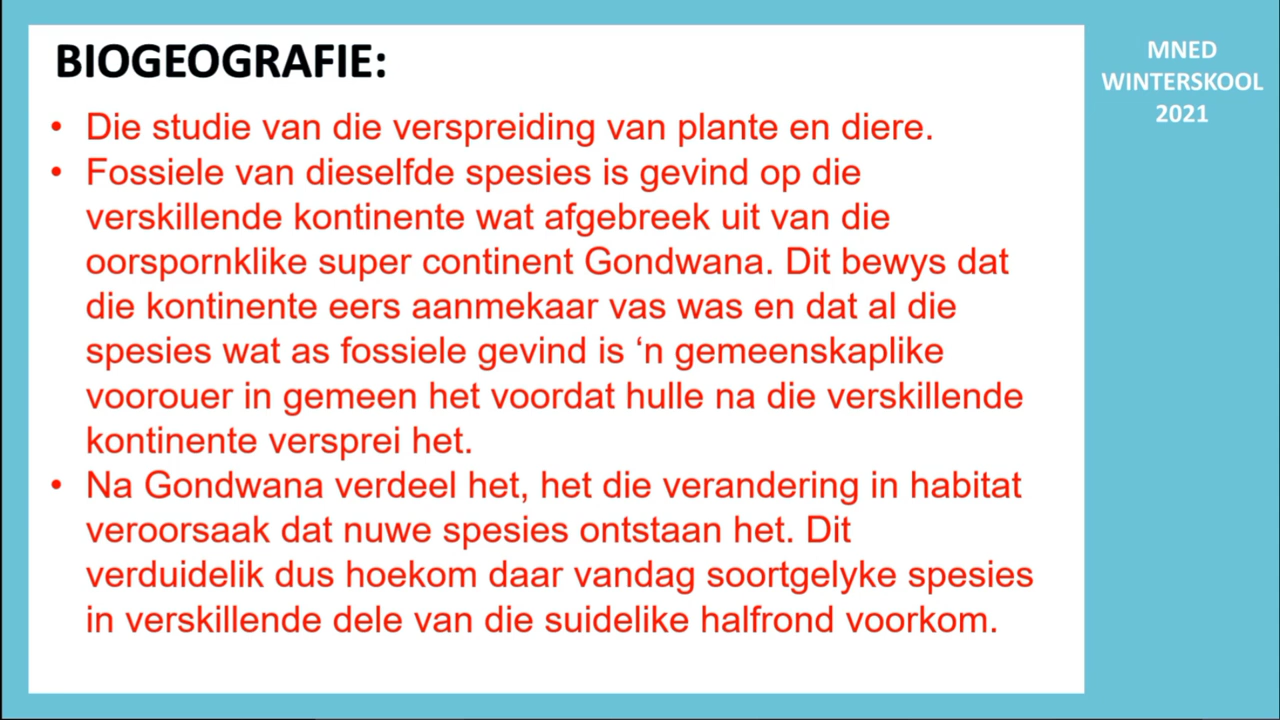 BIOGEOGRAFIE:
• Die studie van die verspreiding van plante en diere.
• Fossiele van dieselfde spesies is gevind op die
verskillende kontinente wat afgebreek uit van die
oorspornklike super continent Gondwana. Dit bewys dat
die kontinente eers aanmekaar vas was en dat al die
spesies wat as fossiele gevind is ‘n gemeenskaplike
voorouer in gemeen het voordat hulle na die verskillende
kontinente versprei het.
• Na Gondwana verdeel het, het die verandering in habitat
veroorsaak dat nuwe spesies ontstaan het. Dit
verduidelik dus hoekom daar vandag soortgelyke spesies
in verskillende dele van die suidelike halfrond voorkom.
MNED
WINTERSKOOL
2021